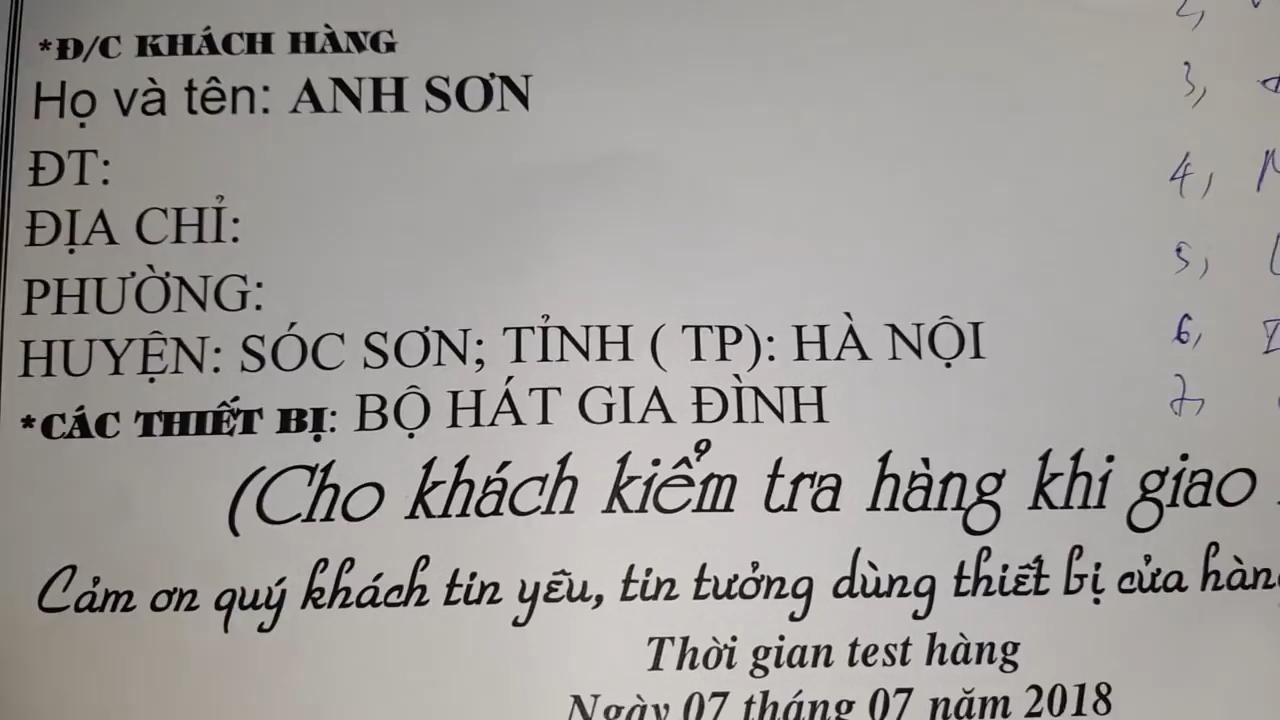 *Đ/C KHÁCH HÀNG
Họ và tên: ANH SƠN
ĐT:
ĐỊA CHỈ:
PHƯỜNG:
HUYỆN: SÓC SƠN; TỈNH ( TP): HÀ NỘI
*CÁC THIẾT BỊ: BỘ HÁT GIA ĐÌNH
(Cho khách kiểm tra hàng khi giao
Cảm ơn quý khách tin yêu, tin tưởng dùng thiết bị cửa hàng
Thời gian test hàng
Ngày 07 tháng 07 năm 2018
2,
3,
4,
5,
6,
7,